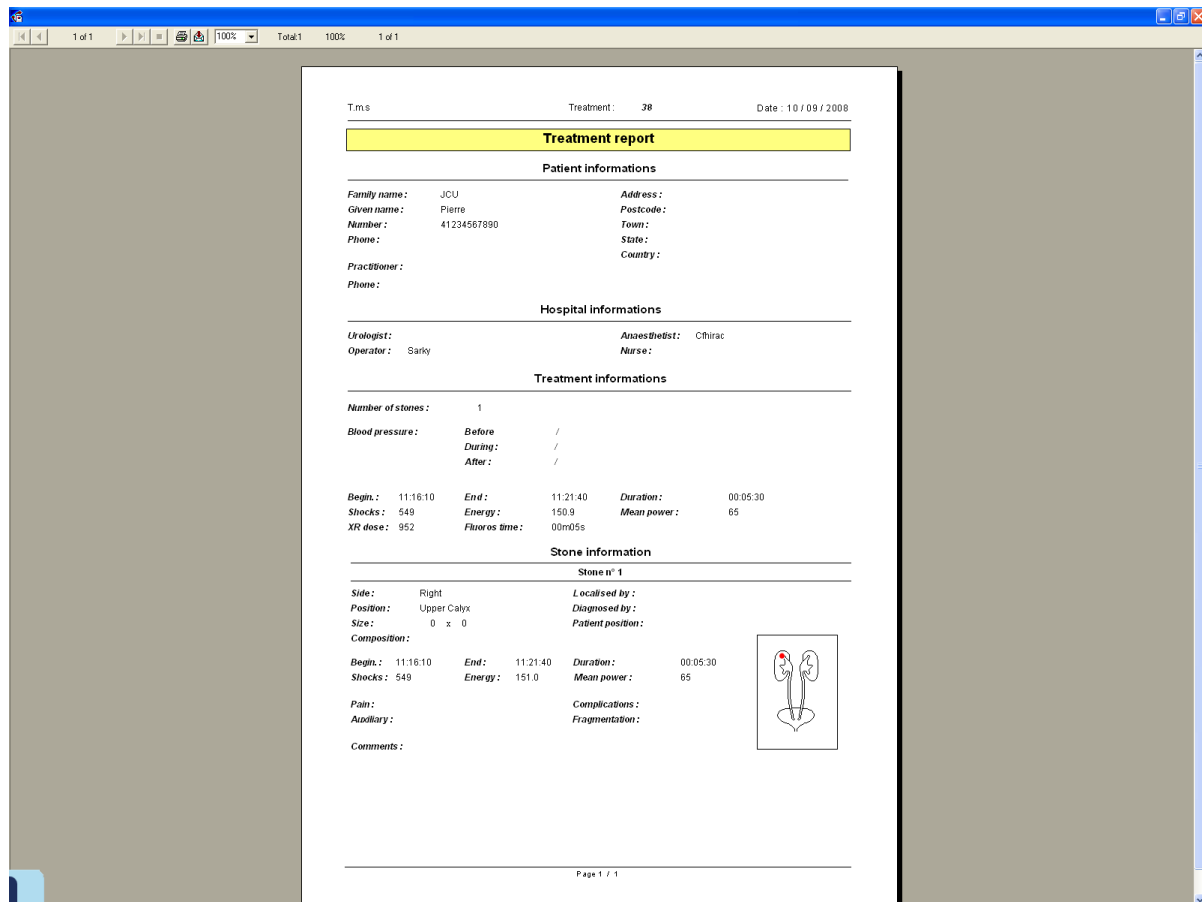 1 of 1 100% Total:1 100% 1 of 1
T.m.s Treatment : 38 Date : 10 / 09 / 2008
Treatment report
Patient informations
Family name : JCU Address :
Given name : Pierre Postcode :
Number : 41234567890 Town :
Phone : State :
Country :
Practitioner :
Phone :
Hospital informations
Urologist : Anaesthetist : Cfhirac
Operator : Sarky Nurse :
Treatment informations
Number of stones : 1
Blood pressure : Before /
During : /
After : /
Begin. : 11:16:10 End : 11:21:40 Duration : 00:05:30
Shocks : 549 Energy : 150.9 Mean power : 65
XR dose : 952 Fluoros time : 00m05s
Stone information
Stone n° 1
Side : Right Localised by :
Position : Upper Calyx Diagnosed by :
Size : 0 x 0 Patient position :
Composition :
Begin. : 11:16:10 End : 11:21:40 Duration : 00:05:30
Shocks : 549 Energy : 151.0 Mean power : 65
Pain : Complications :
Auxiliary : Fragmentation :
Comments :
Page 1 / 1